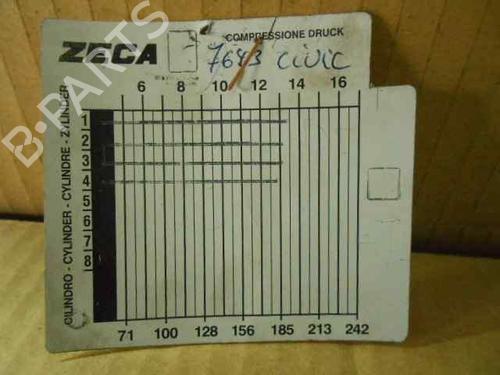 ZECA
COMPRESSIONE DRUCK
7643 CIVIC
6 8 10 12 14 16
CILINDRO - CYLINDER - CYLINDRE - ZYLINDER
1
2
3
4
5
6
7
8
71 100 128 156 185 213 242
B-PARTS